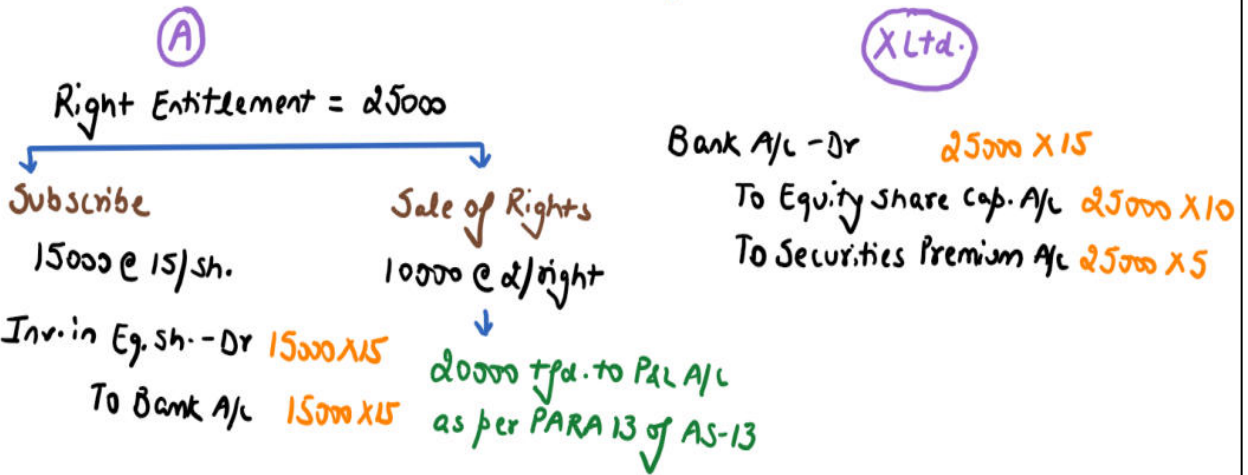 A
Right Entitlement = 25000
Subscribe
15000 @ 15/sh.
Inv. in Eq. Sh. - Dr 15000 X 15
To Bank A/c 15000 X 15
Sale of Rights
10000 @ 2/right
20000 tfd. to P&L A/c
as per PARA 13 of AS-13
X Ltd.
Bank A/c - Dr 25000 X 15
To Equity Share Cap. A/c 25000 X 10
To Securities Premium A/c 25000 X 5